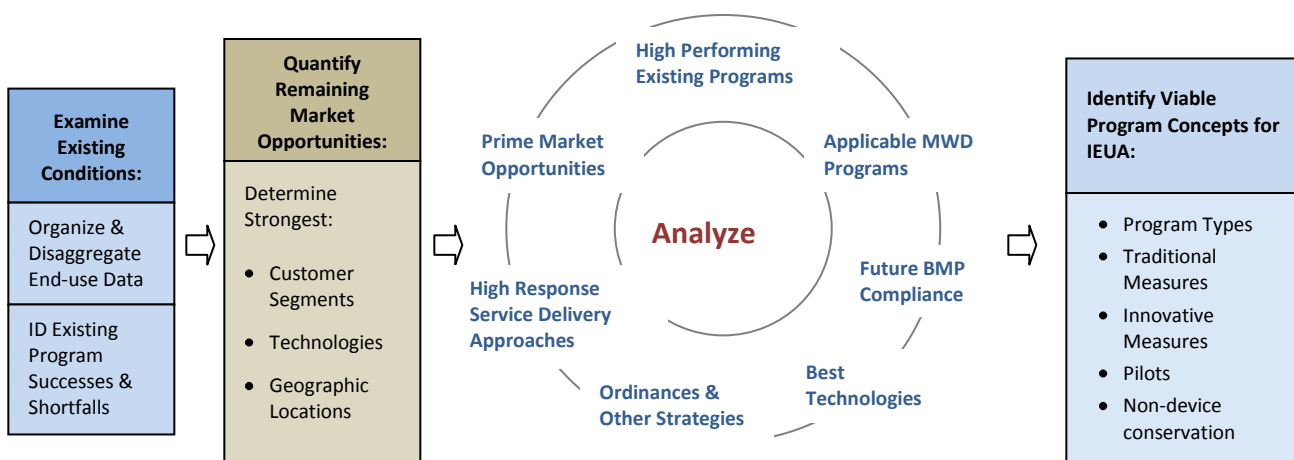 Examine
Existing
Conditions:
Organize &
Disaggregate
End-use Data
ID Existing
Program
Successes &
Shortfalls
Quantify
Remaining
Market
Opportunities:
Determine
Strongest:
• Customer
Segments
• Technologies
• Geographic
Locations
High Performing
Existing Programs
Prime Market
Opportunities
Applicable MWD
Programs
Analyze
High Response
Service Delivery
Approaches
Future BMP
Compliance
Ordinances &
Other Strategies
Best
Technologies
Identify Viable
Program Concepts for
IEUA:
• Program Types
• Traditional
Measures
• Innovative
Measures
• Pilots
• Non-device
conservation